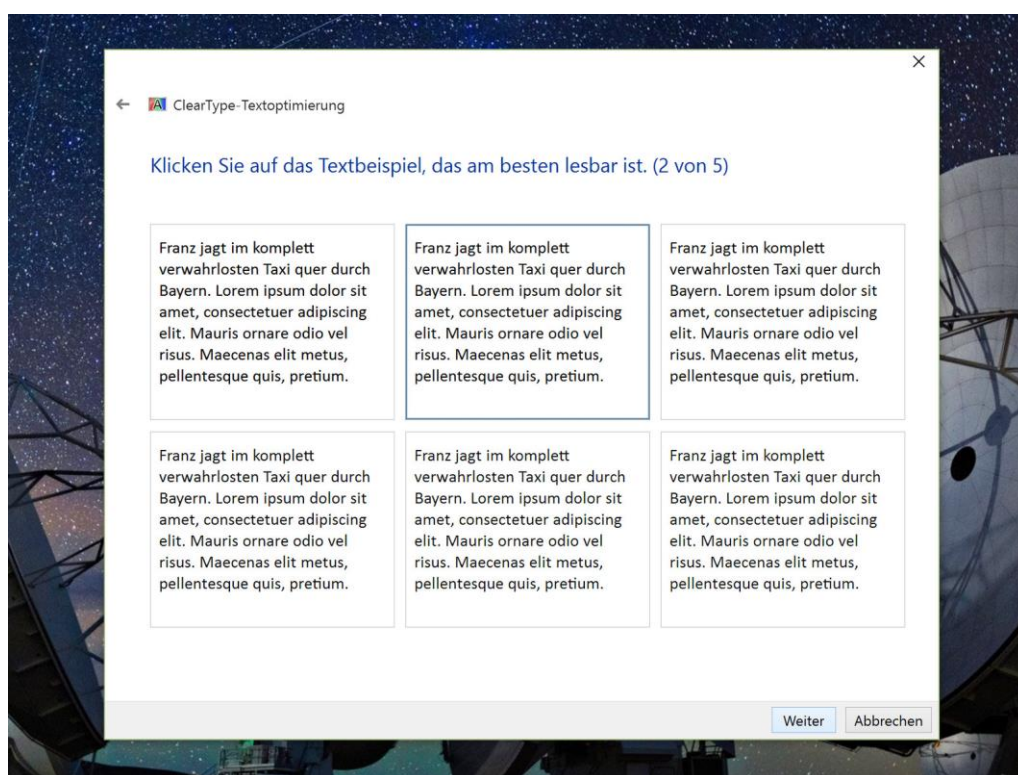 ClearType-Textoptimierung
Klicken Sie auf das Textbeispiel, das am besten lesbar ist. (2 von 5)
Franz jagt im komplett
verwahrlosten Taxi quer durch
Bayern. Lorem ipsum dolor sit
amet, consectetuer adipiscing
elit. Mauris ornare odio vel
risus. Maecenas elit metus,
pellentesque quis, pretium.
Franz jagt im komplett
verwahrlosten Taxi quer durch
Bayern. Lorem ipsum dolor sit
amet, consectetuer adipiscing
elit. Mauris ornare odio vel
risus. Maecenas elit metus,
pellentesque quis, pretium.
Franz jagt im komplett
verwahrlosten Taxi quer durch
Bayern. Lorem ipsum dolor sit
amet, consectetuer adipiscing
elit. Mauris ornare odio vel
risus. Maecenas elit metus,
pellentesque quis, pretium.
Franz jagt im komplett
verwahrlosten Taxi quer durch
Bayern. Lorem ipsum dolor sit
amet, consectetuer adipiscing
elit. Mauris ornare odio vel
risus. Maecenas elit metus,
pellentesque quis, pretium.
Franz jagt im komplett
verwahrlosten Taxi quer durch
Bayern. Lorem ipsum dolor sit
amet, consectetuer adipiscing
elit. Mauris ornare odio vel
risus. Maecenas elit metus,
pellentesque quis, pretium.
Franz jagt im komplett
verwahrlosten Taxi quer durch
Bayern. Lorem ipsum dolor sit
amet, consectetuer adipiscing
elit. Mauris ornare odio vel
risus. Maecenas elit metus,
pellentesque quis, pretium.
Weiter Abbrechen